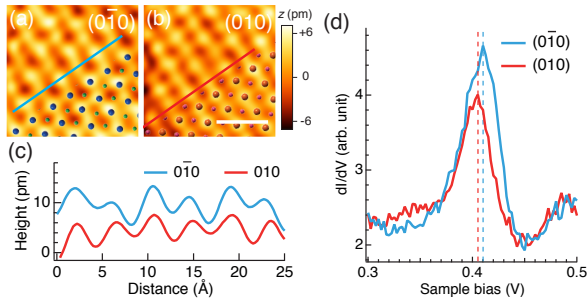 (a)
(01̄0)
(b)
(010)
z (pm)
+6
0
-6
(c)
01̄0
010
Height (pm)
10
0
0
5
10
15
20
25
Distance (Å)
(d)
(01̄0)
(010)
dI/dV (arb. unit)
5
4
3
2
0.3
0.4
0.5
Sample bias (V)